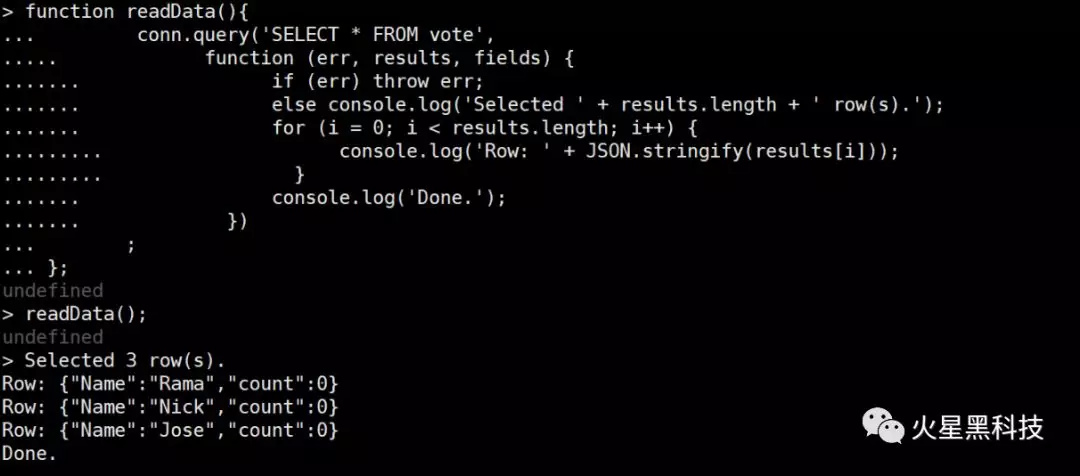 > function readData(){
...         conn.query('SELECT * FROM vote',
.....               function (err, results, fields) {
.......                   if (err) throw err;
.......                   else console.log('Selected ' + results.length + ' row(s).');
.......                   for (i = 0; i < results.length; i++) {
.........                       console.log('Row: ' + JSON.stringify(results[i]));
.........                   }
.......                   console.log('Done.');
.......               })
...        ;
... };
undefined
> readData();
undefined
> Selected 3 row(s).
Row: {"Name":"Rama","count":0}
Row: {"Name":"Nick","count":0}
Row: {"Name":"Jose","count":0}
Done.
火星黑科技